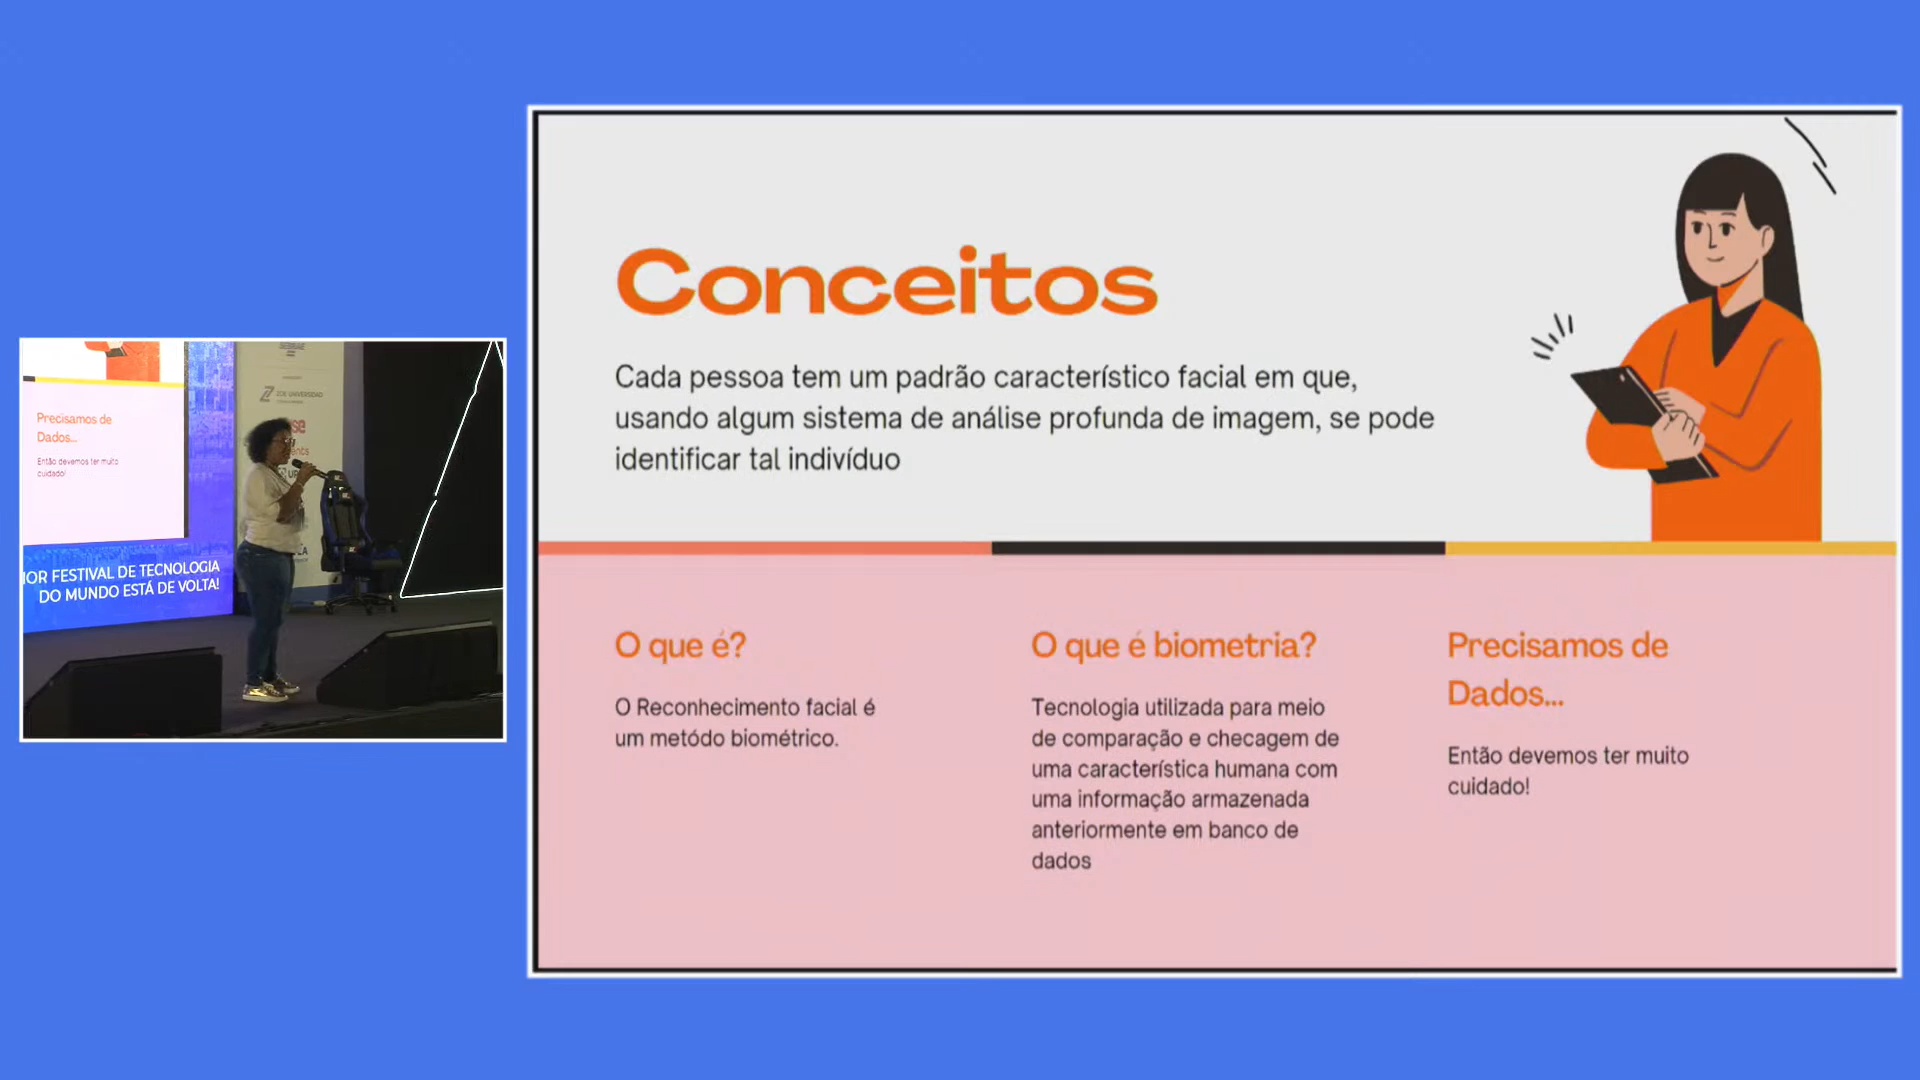 Conceitos
Cada pessoa tem um padrão característico facial em que,
usando algum sistema de análise profunda de imagem, se pode
identificar tal indivíduo
O que é?
O Reconhecimento facial é
um metódo biométrico.
O que é biometria?
Tecnologia utilizada para meio
de comparação e checagem de
uma característica humana com
uma informação armazenada
anteriormente em banco de
dados
Precisamos de
Dados...
Então devemos ter muito
cuidado!
Precisamos de
Dados...
Então devemos ter muito
cuidado!
IOR FESTIVAL DE TECNOLOGIA
DO MUNDO ESTÁ DE VOLTA!
SEBRAE